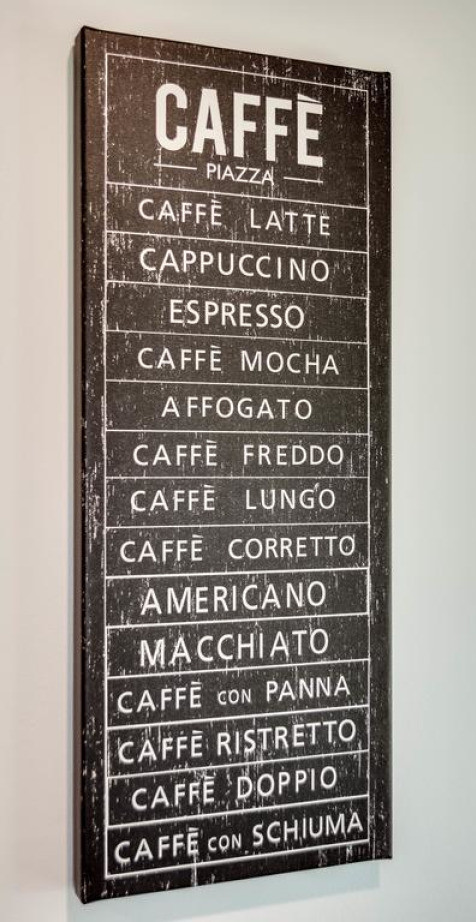 CAFFÈ
PIAZZA
CAFFÈ LATTE
CAPPUCCINO
ESPRESSO
CAFFÈ MOCHA
AFFOGATO
CAFFÈ FREDDO
CAFFÈ LUNGO
CAFFÈ CORRETTO
AMERICANO
MACCHIATO
CAFFÈ CON PANNA
CAFFÈ RISTRETTO
CAFFÈ DOPPIO
CAFFÈ CON SCHIUMA